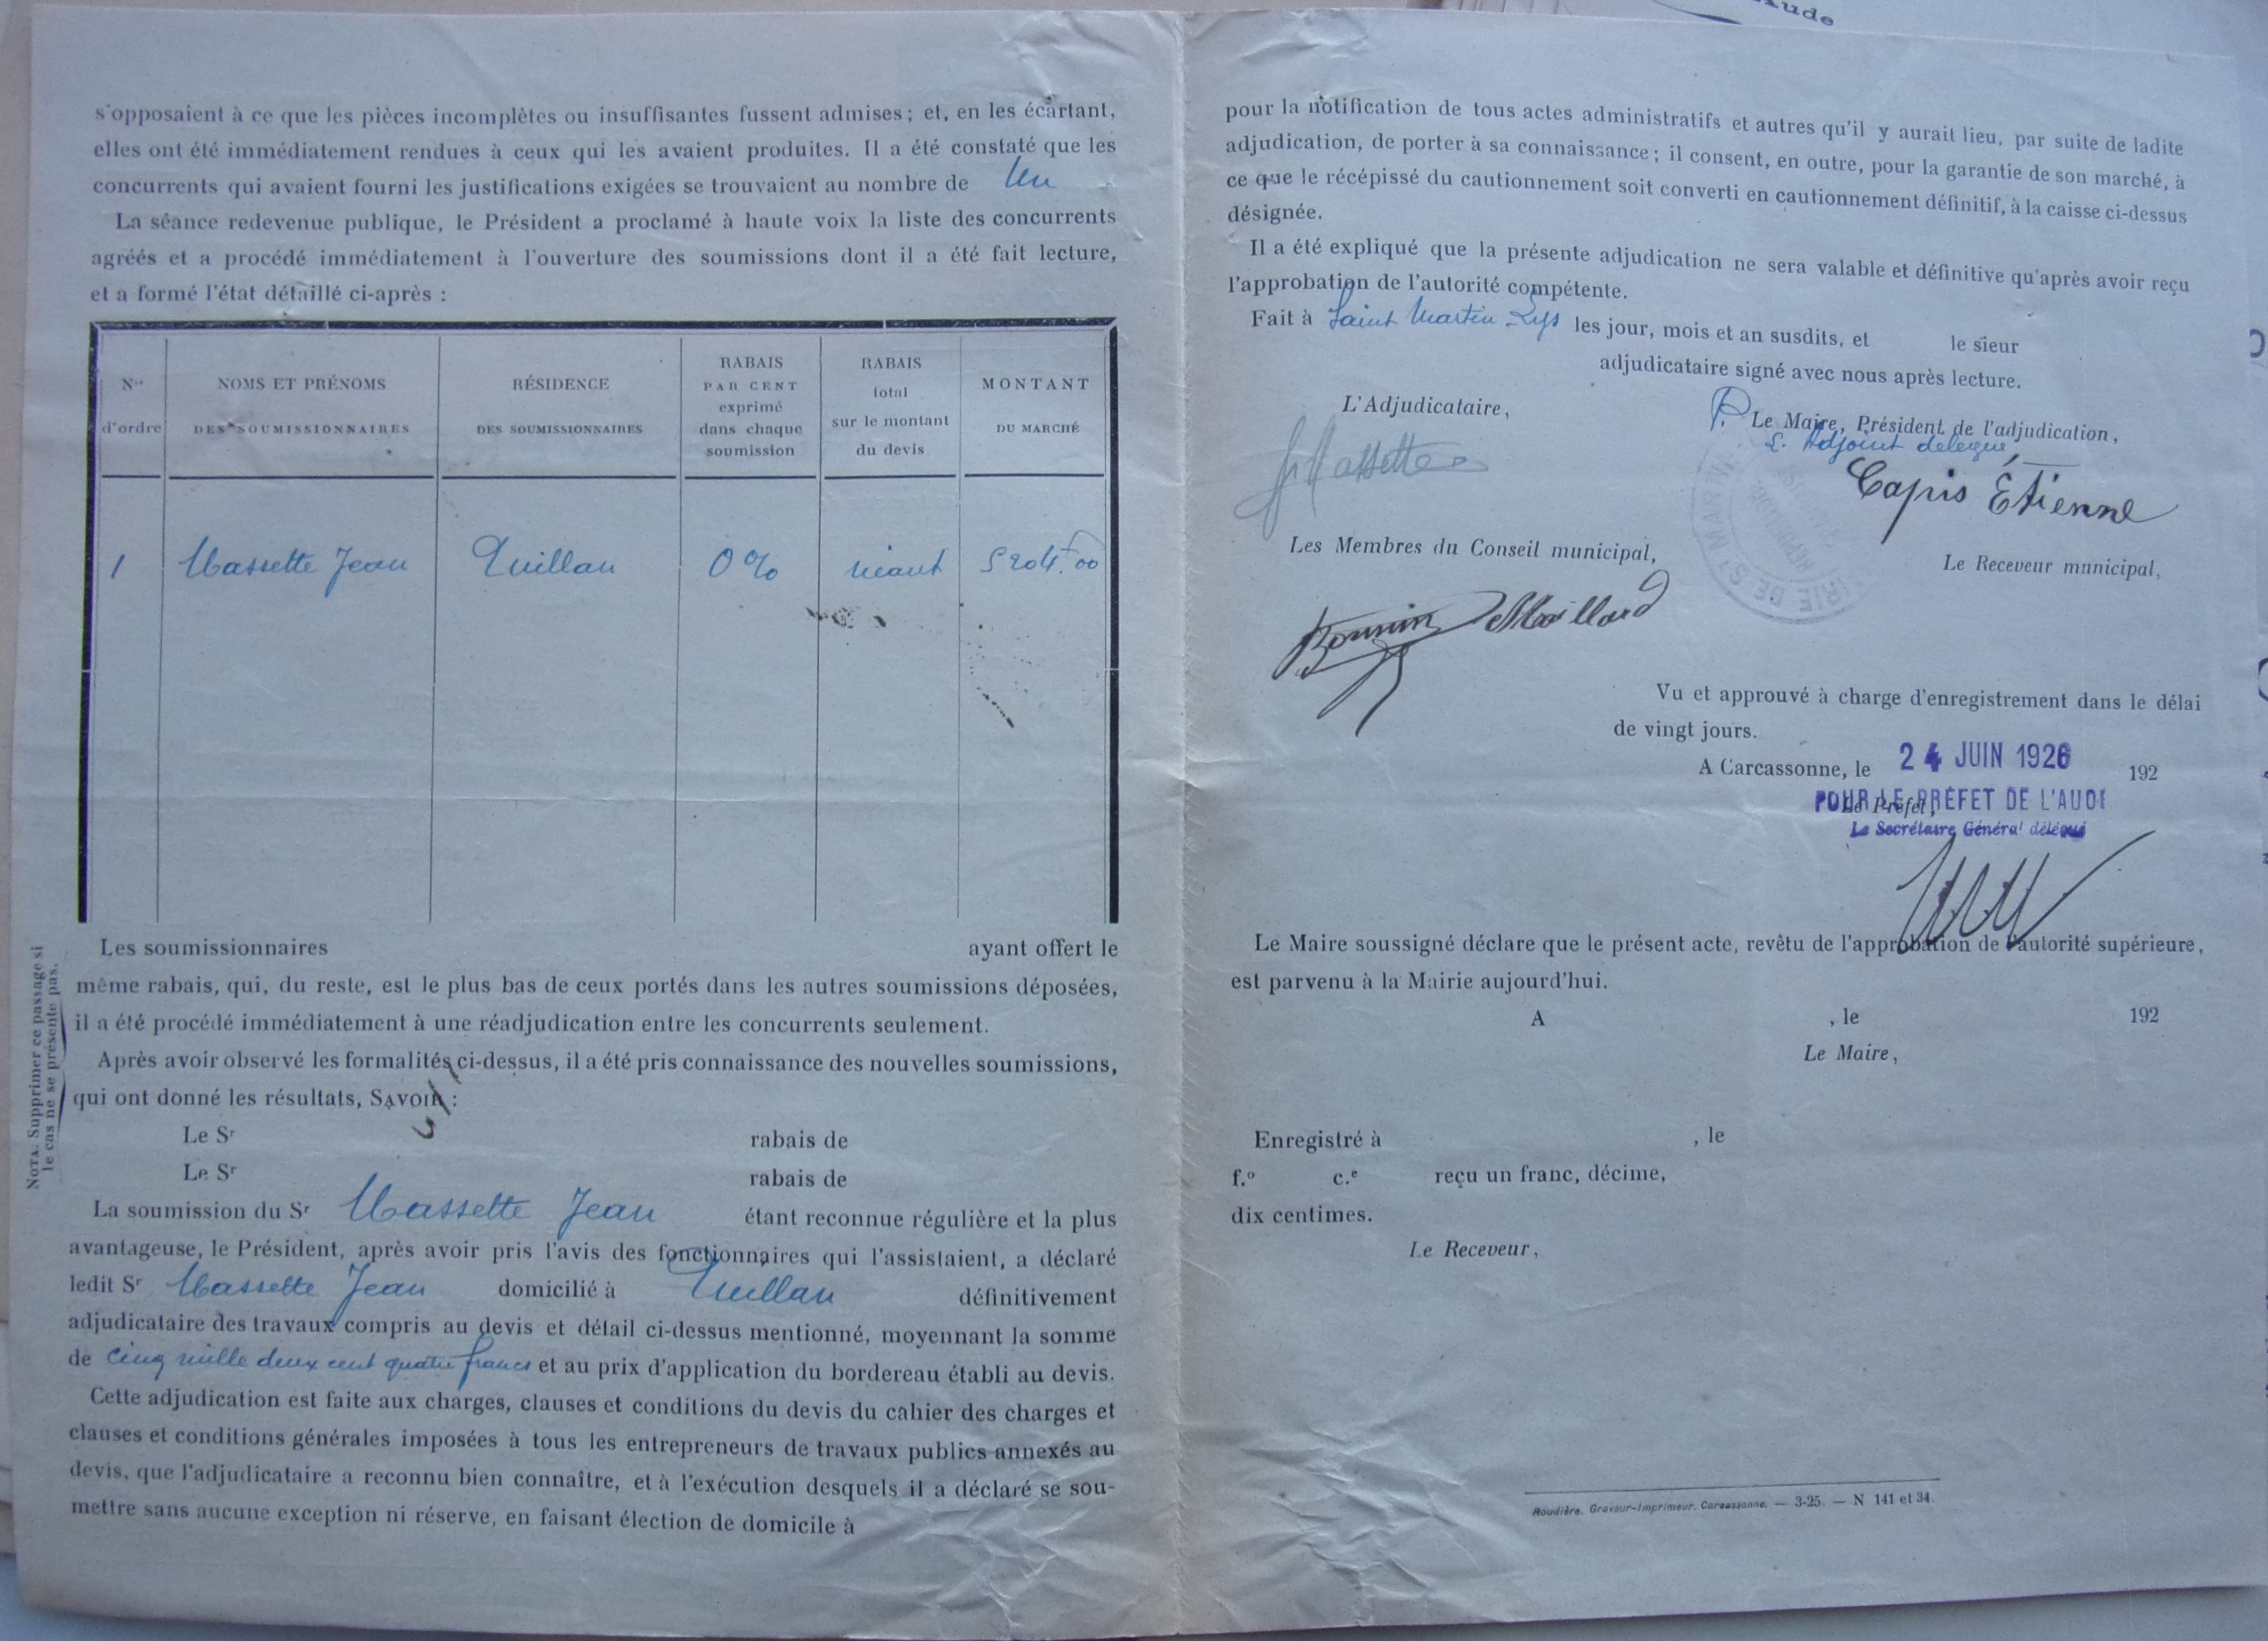 s'opposaient à ce que les pièces incomplètes ou insuffisantes fussent admises ; et, en les écartant,
elles ont été immédiatement rendues à ceux qui les avaient produites. Il a été constaté que les
concurrents qui avaient fourni les justifications exigées se trouvaient au nombre de Un
La séance redevenue publique, le Président a proclamé à haute voix la liste des concurrents
agréés et a procédé immédiatement à l'ouverture des soumissions dont il a été fait lecture,
et a formé l'état détaillé ci-après :
Nos d'ordre
NOMS ET PRÉNOMS DES SOUMISSIONNAIRES
RÉSIDENCE DES SOUMISSIONNAIRES
RABAIS PAR CENT exprimé dans chaque soumission
RABAIS total sur le montant du devis
MONTANT DU MARCHÉ
1 Massette Jean Quillan 0% néant 5204f.00
Les soumissionnaires ayant offert le
même rabais, qui, du reste, est le plus bas de ceux portés dans les autres soumissions déposées,
il a été procédé immédiatement à une réadjudication entre les concurrents seulement.
Après avoir observé les formalités ci-dessus, il a été pris connaissance des nouvelles soumissions,
qui ont donné les résultats, SAVOIR :
Le Sr rabais de
Le Sr rabais de
NOTA. Supprimer ce passage si
le cas ne se présente pas.
La soumission du Sr Massette Jean étant reconnue régulière et la plus
avantageuse, le Président, après avoir pris l'avis des fonctionnaires qui l'assistaient, a déclaré
ledit Sr Massette Jean domicilié à Quillan définitivement
adjudicataire des travaux compris au devis et détail ci-dessus mentionné, moyennant la somme
de cinq mille deux cent quatre francs et au prix d'application du bordereau établi au devis.
Cette adjudication est faite aux charges, clauses et conditions du devis du cahier des charges et
clauses et conditions générales imposées à tous les entrepreneurs de travaux publics annexés au
devis, que l'adjudicataire a reconnu bien connaître, et à l'exécution desquels il a déclaré se sou-
mettre sans aucune exception ni réserve, en faisant élection de domicile à
pour la notification de tous actes administratifs et autres qu'il y aurait lieu, par suite de ladite
adjudication, de porter à sa connaissance ; il consent, en outre, pour la garantie de son marché, à
ce que le récépissé du cautionnement soit converti en cautionnement définitif, à la caisse ci-dessus
désignée.
Il a été expliqué que la présente adjudication ne sera valable et définitive qu'après avoir reçu
l'approbation de l'autorité compétente.
Fait à Saint Martin-Lys les jour, mois et an susdits, et le sieur
adjudicataire signé avec nous après lecture.
L'Adjudicataire,
P. Le Maire, Président de l'adjudication,
L. Adjoint délégué,
Massette
Capis Étienne
Les Membres du Conseil municipal,
Le Receveur municipal,
Maillard
Vu et approuvé à charge d'enregistrement dans le délai
de vingt jours.
A Carcassonne, le 24 JUIN 1926 192
Le Préfet,
POUR LE PRÉFET DE L'AUDE
Le Secrétaire Général délégué
Le Maire soussigné déclare que le présent acte, revêtu de l'approbation de l'autorité supérieure,
est parvenu à la Mairie aujourd'hui.
A , le 192
Le Maire,
Enregistré à , le
f.o c.e reçu un franc, décime,
dix centimes.
Le Receveur,
Roudière. Graveur-Imprimeur. Carcassonne. — 3-25. — N 141 et 34.